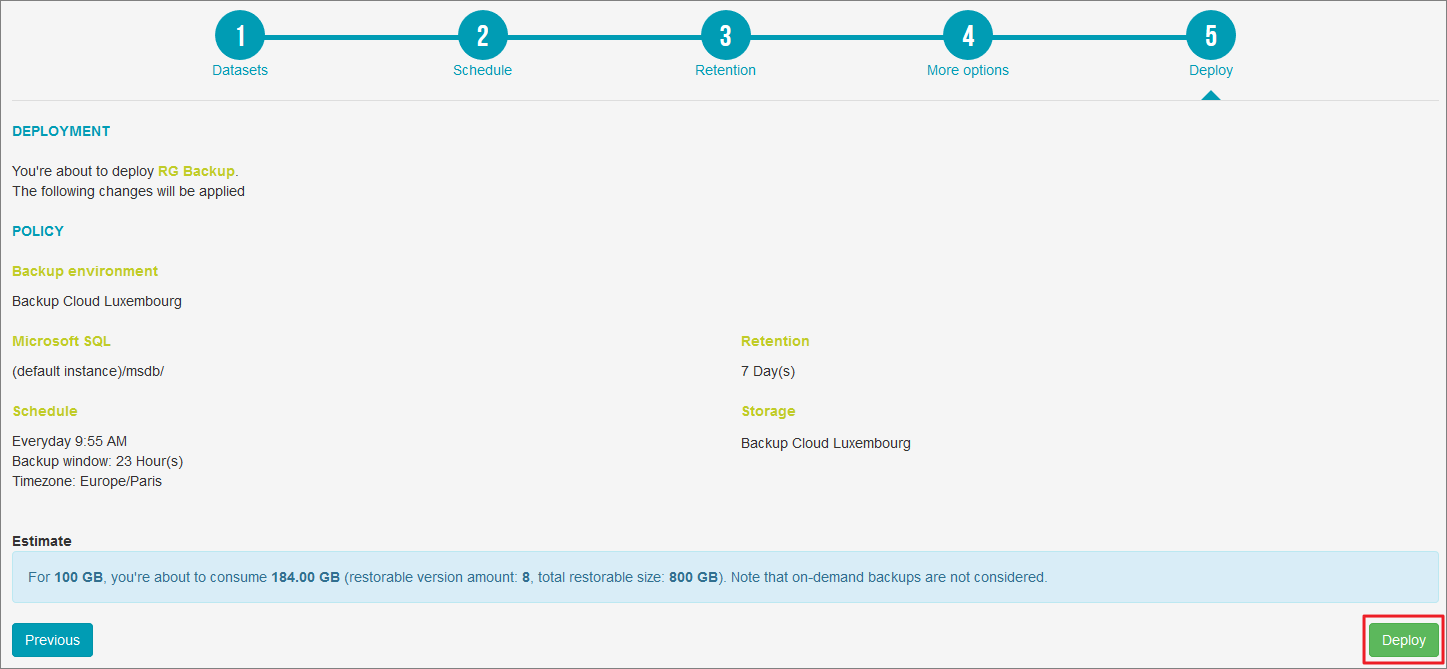 1
2
3
4
5
Datasets
Schedule
Retention
More options
Deploy
DEPLOYMENT
You're about to deploy RG Backup.
The following changes will be applied
POLICY
Backup environment
Backup Cloud Luxembourg
Microsoft SQL
(default instance)/msdb/
Retention
7 Day(s)
Schedule
Everyday 9:55 AM
Backup window: 23 Hour(s)
Timezone: Europe/Paris
Storage
Backup Cloud Luxembourg
Estimate
For 100 GB, you're about to consume 184.00 GB (restorable version amount: 8, total restorable size: 800 GB). Note that on-demand backups are not considered.
Previous
Deploy